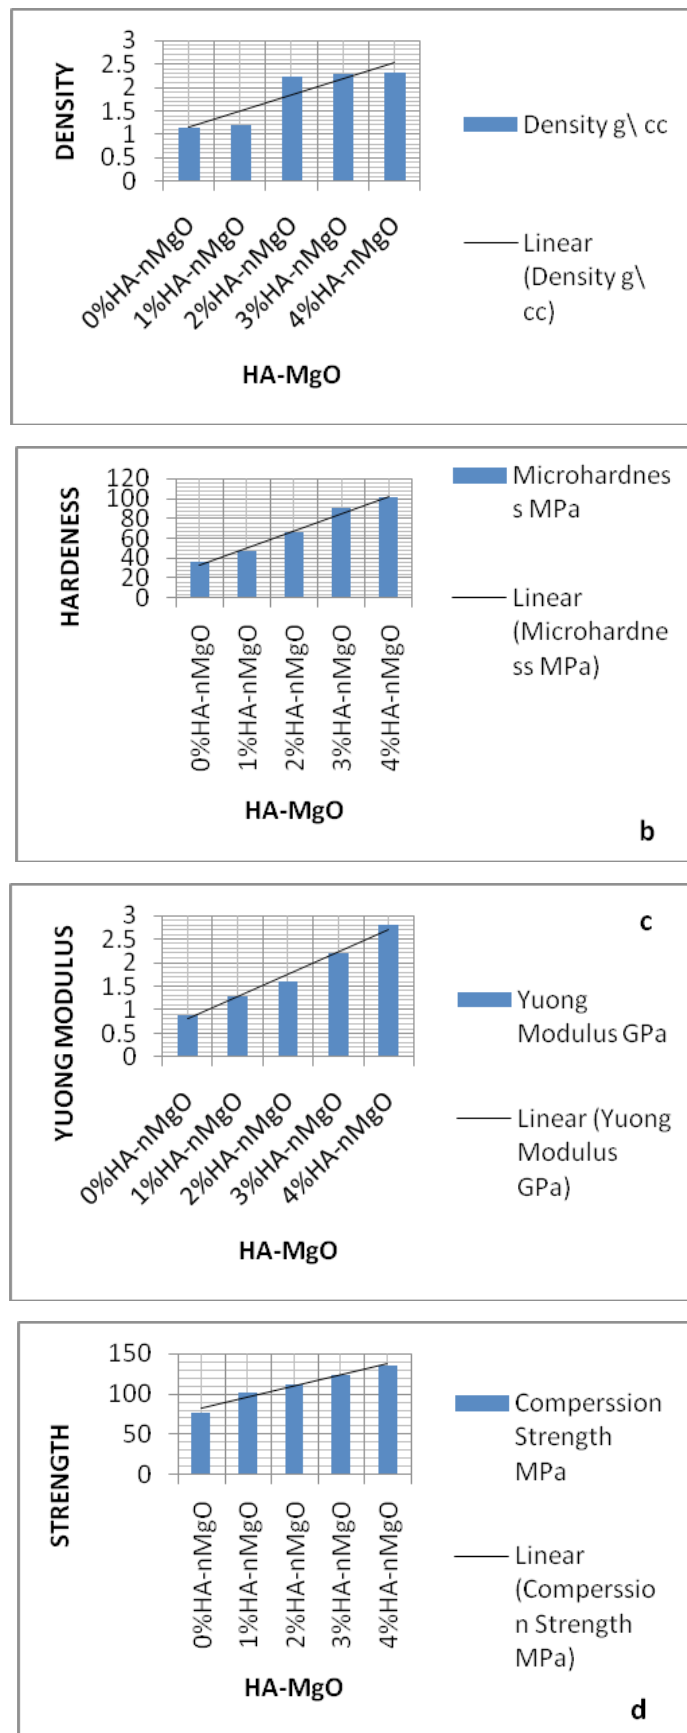 3
2.5
2
1.5
1
0.5
0
DENSITY
0%HA-nMgO
1%HA-nMgO
2%HA-nMgO
3%HA-nMgO
4%HA-nMgO
HA-MgO
Density g\ cc
Linear
(Density g\
cc)
120
100
80
60
40
20
0
HARDENESS
0%HA-nMgO
1%HA-nMgO
2%HA-nMgO
3%HA-nMgO
4%HA-nMgO
HA-MgO
Microhardnes
s MPa
Linear
(Microhardne
ss MPa)
b
c
3
2.5
2
1.5
1
0.5
0
YUONG MODULUS
0%HA-nMgO
1%HA-nMgO
2%HA-nMgO
3%HA-nMgO
4%HA-nMgO
HA-MgO
Yuong
Modulus GPa
Linear (Yuong
Modulus
GPa)
150
100
50
0
STRENGTH
0%HA-nMgO
1%HA-nMgO
2%HA-nMgO
3%HA-nMgO
4%HA-nMgO
HA-MgO
Comperssion
Strength
MPa
Linear
(Comperssio
n Strength
MPa)
d